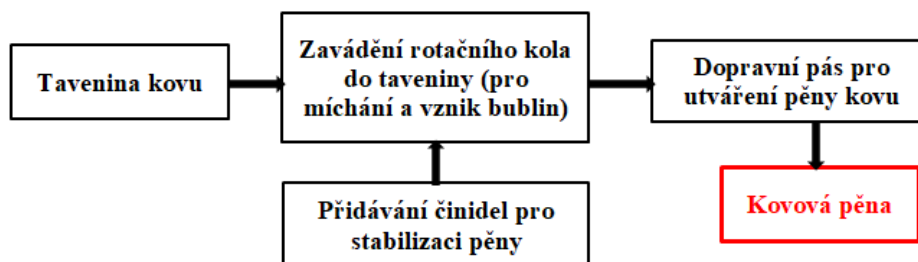 Tavenina kovu
Zavádění rotačního kola
do taveniny (pro
míchání a vznik bublin)
Dopravní pás pro
utváření pěny kovu
Přidávání činidel pro
stabilizaci pěny
Kovová pěna